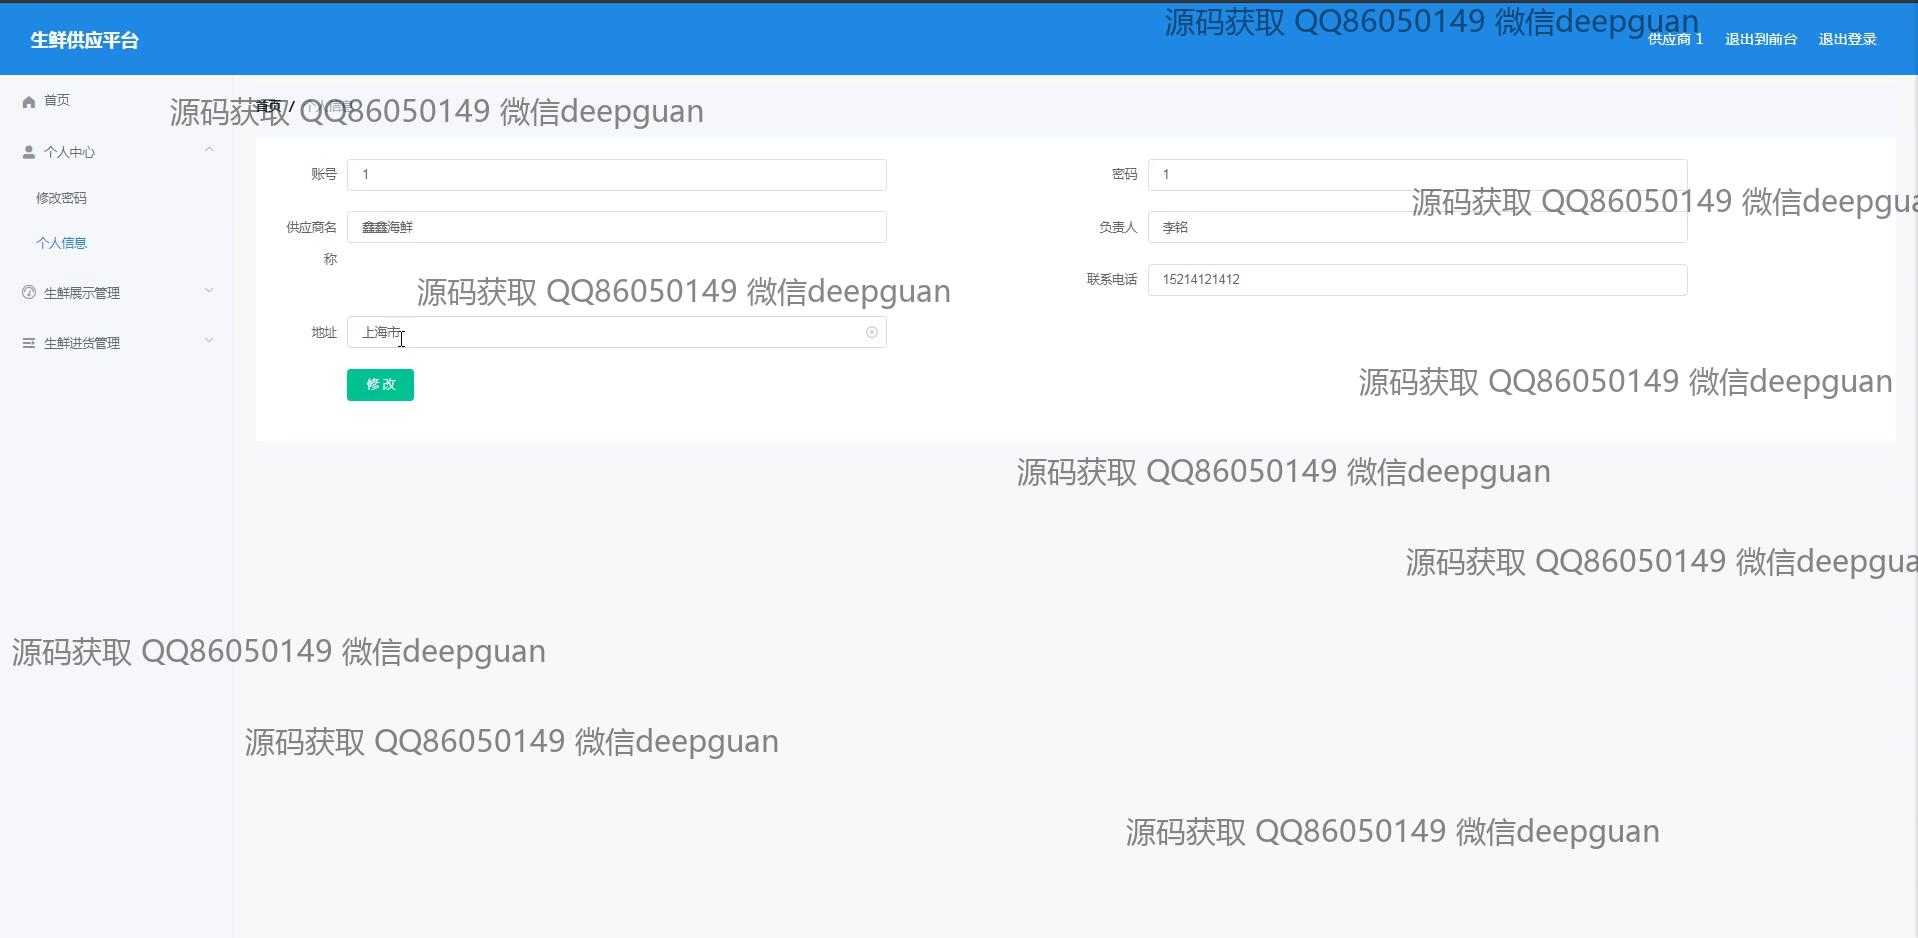 源码获取 QQ86050149 微信deepguan
生鲜供应平台
供应商 1 退出到前台 退出登录
首页
首页 / 个人信息
源码获取 QQ86050149 微信deepguan
个人中心
账号 1
密码 1
修改密码
源码获取 QQ86050149 微信deepgua
供应商名称 鑫鑫海鲜
负责人 李铭
个人信息
联系电话 15214121412
生鲜展示管理
源码获取 QQ86050149 微信deepguan
地址 上海市
生鲜进货管理
修改
源码获取 QQ86050149 微信deepguan
源码获取 QQ86050149 微信deepguan
源码获取 QQ86050149 微信deepgua
源码获取 QQ86050149 微信deepguan
源码获取 QQ86050149 微信deepguan
源码获取 QQ86050149 微信deepguan